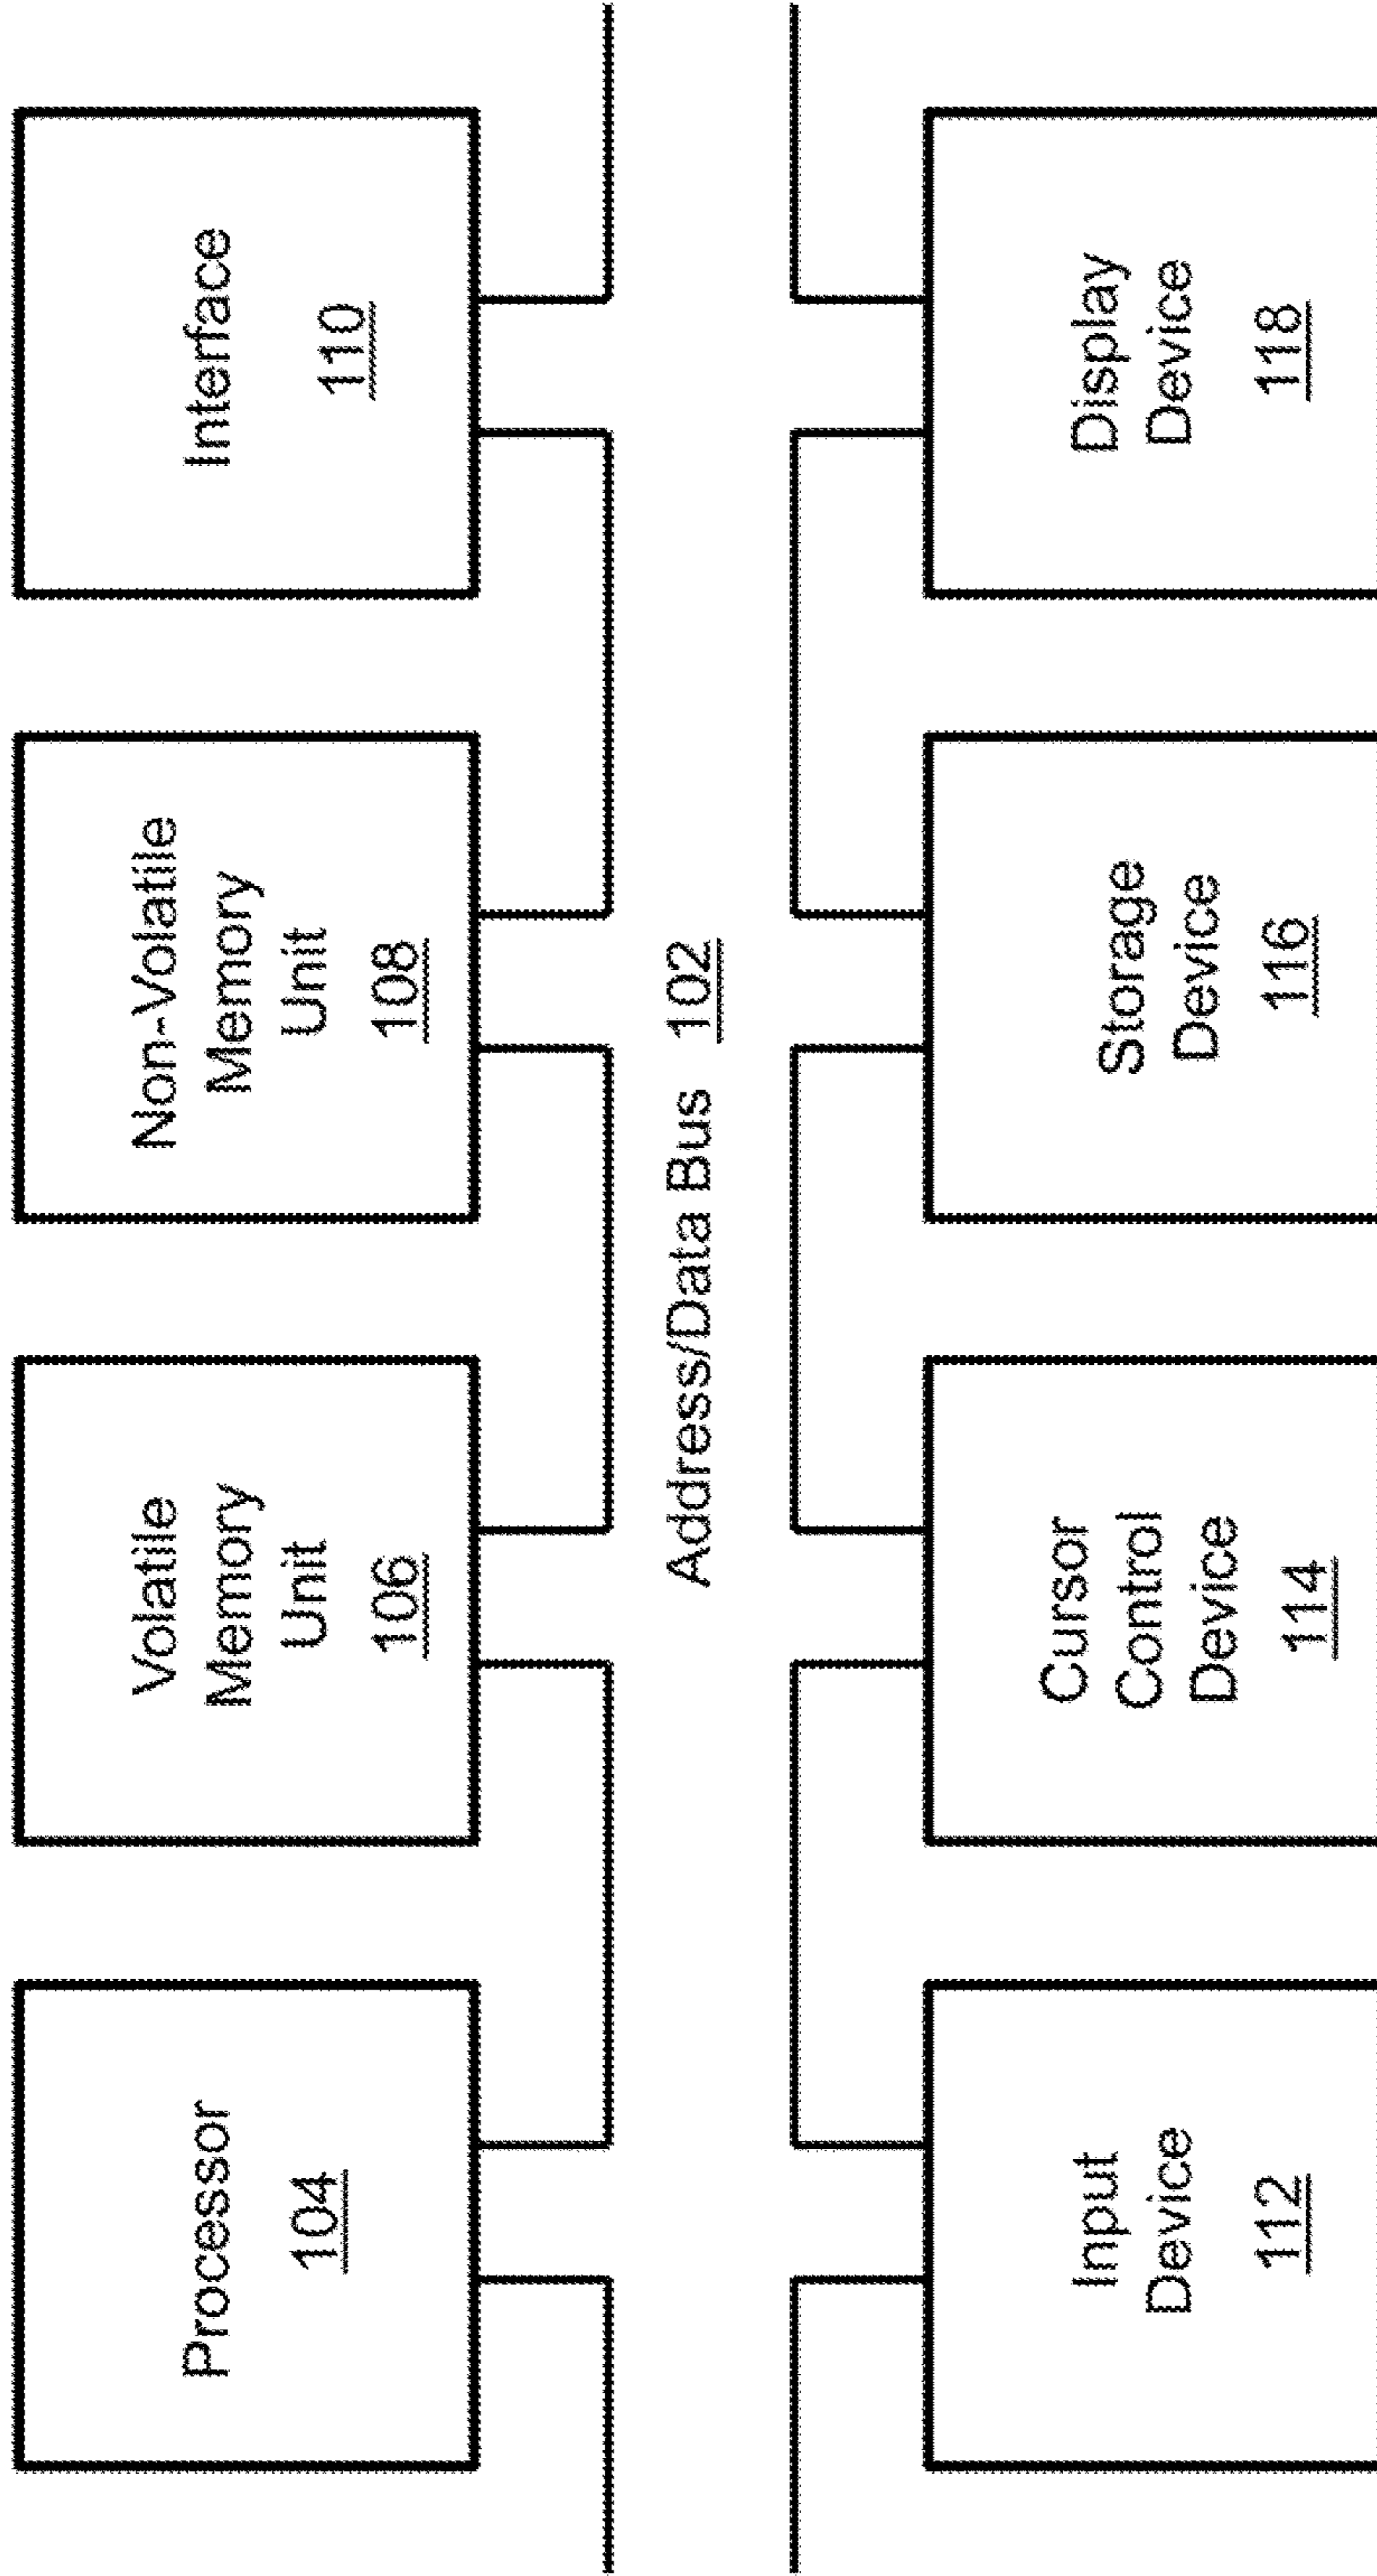 Processor
104
Volatile
Memory
Unit
106
Non-Volatile
Memory
Unit
108
Interface
110
Address/Data Bus 102
Input
Device
112
Cursor
Control
Device
114
Storage
Device
116
Display
Device
118